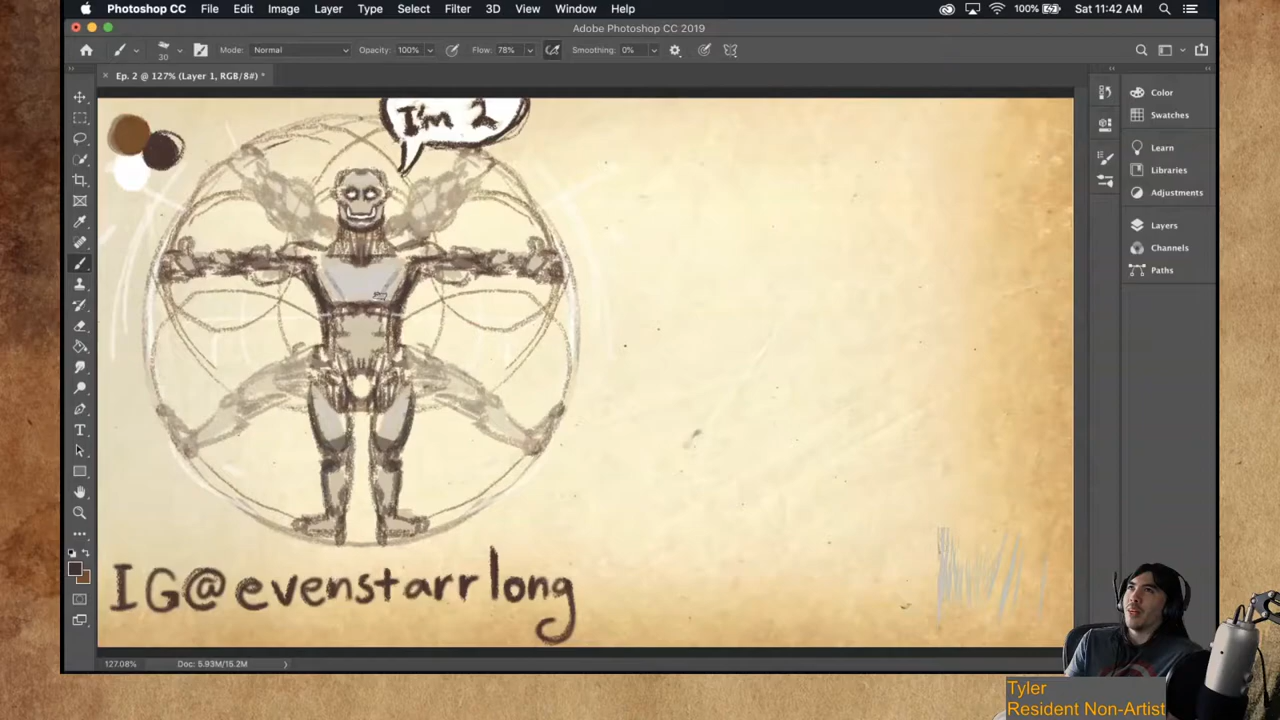 Photoshop CC File Edit Image Layer Type Select Filter 3D View Window Help 100% Sat 11:42 AM
Adobe Photoshop CC 2019
30 Mode: Normal Opacity: 100% Flow: 78% Smoothing: 0%
Ep. 2 @ 127% (Layer 1, RGB/8#) *
Color
Swatches
Learn
Libraries
Adjustments
Layers
Channels
Paths
I'm 2
IG@evenstarrlong
127.08% Doc: 5.93M/15.2M
Tyler
Resident Non-Artist